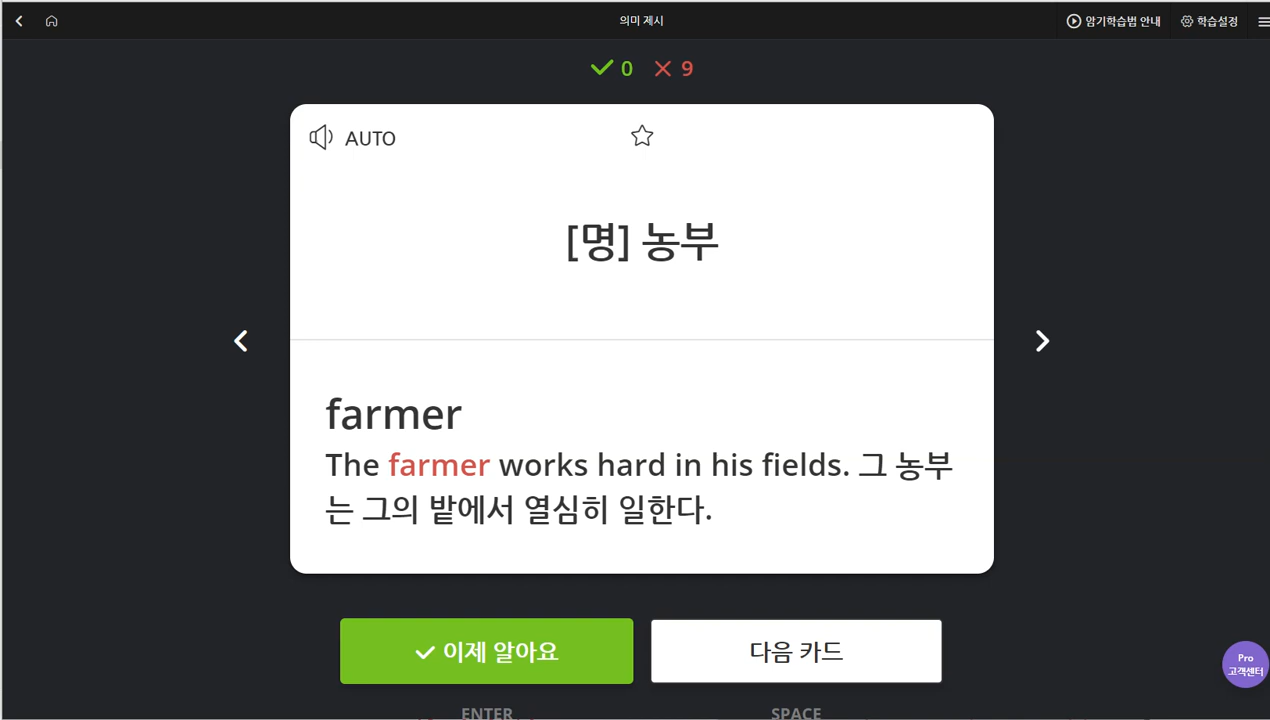 의미 제시
암기학습법 안내
학습설정
0 9
AUTO
[명] 농부
farmer
The farmer works hard in his fields. 그 농부
는 그의 밭에서 열심히 일한다.
이제 알아요
다음 카드
Pro
고객센터
ENTER
SPACE